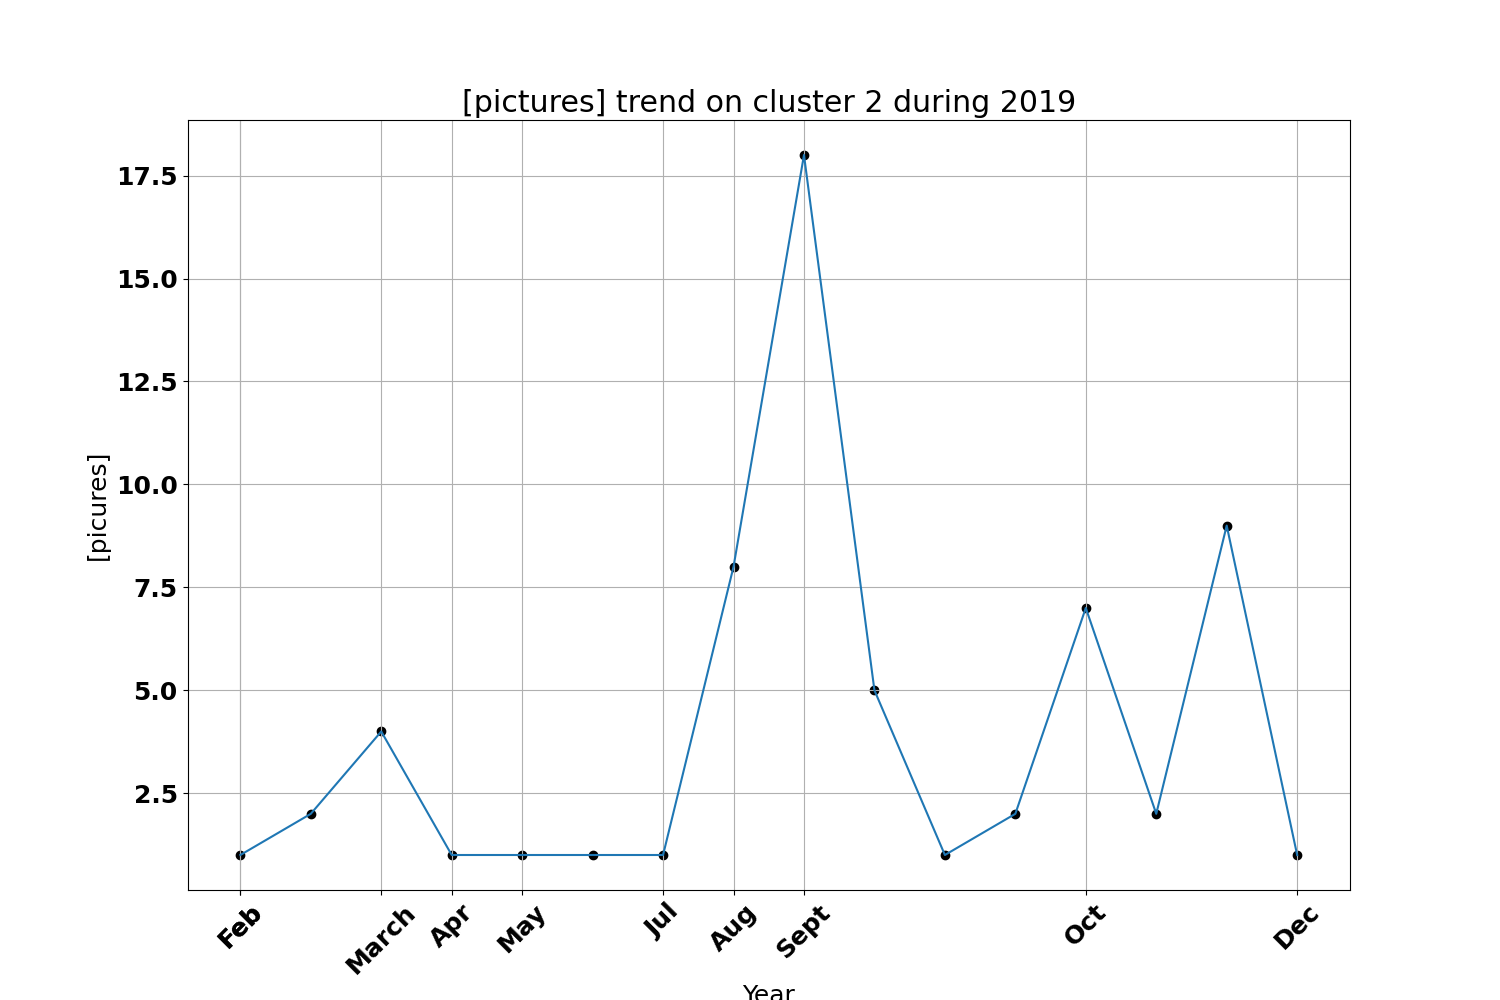 [pictures] trend on cluster 2 during 2019
17.5
15.0
12.5
10.0
7.5
5.0
2.5
[picures]
Feb March Apr May Jul Aug Sept Oct Dec
Year